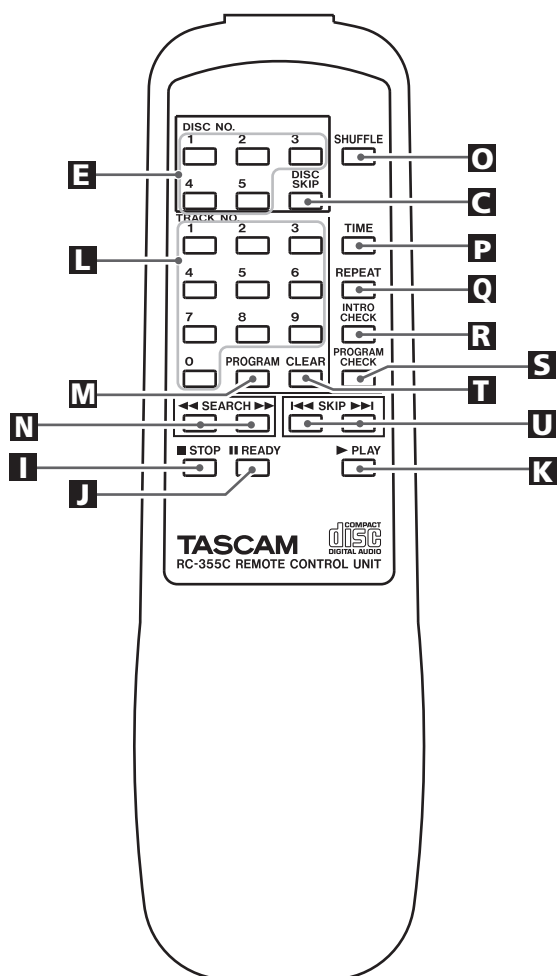 DISC NO.
1 2 3 SHUFFLE
O
E
4 5 DISC SKIP
C
TRACK NO.
1 2 3 TIME
L
P
4 5 6 REPEAT
Q
7 8 9 INTRO CHECK
R
0 PROGRAM CLEAR PROGRAM CHECK
S
M
T
◀◀ SEARCH ▶▶ I◀◀ SKIP ▶▶I
N
U
■ STOP II READY ▶ PLAY
I
J
K
TASCAM COMPACT disc DIGITAL AUDIO
RC-355C REMOTE CONTROL UNIT